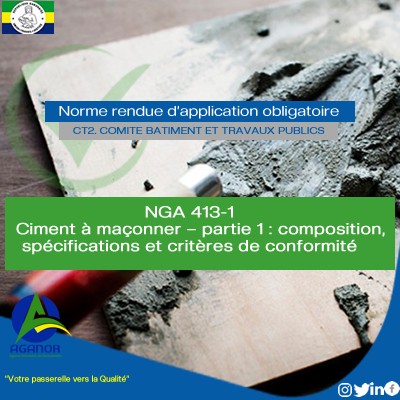 Norme rendue d'application obligatoire
CT2. COMITE BATIMENT ET TRAVAUX PUBLICS
NGA 413-1
Ciment à maçonner – partie 1 : composition,
spécifications et critères de conformité
AGANOR
"Votre passerelle vers la Qualité"